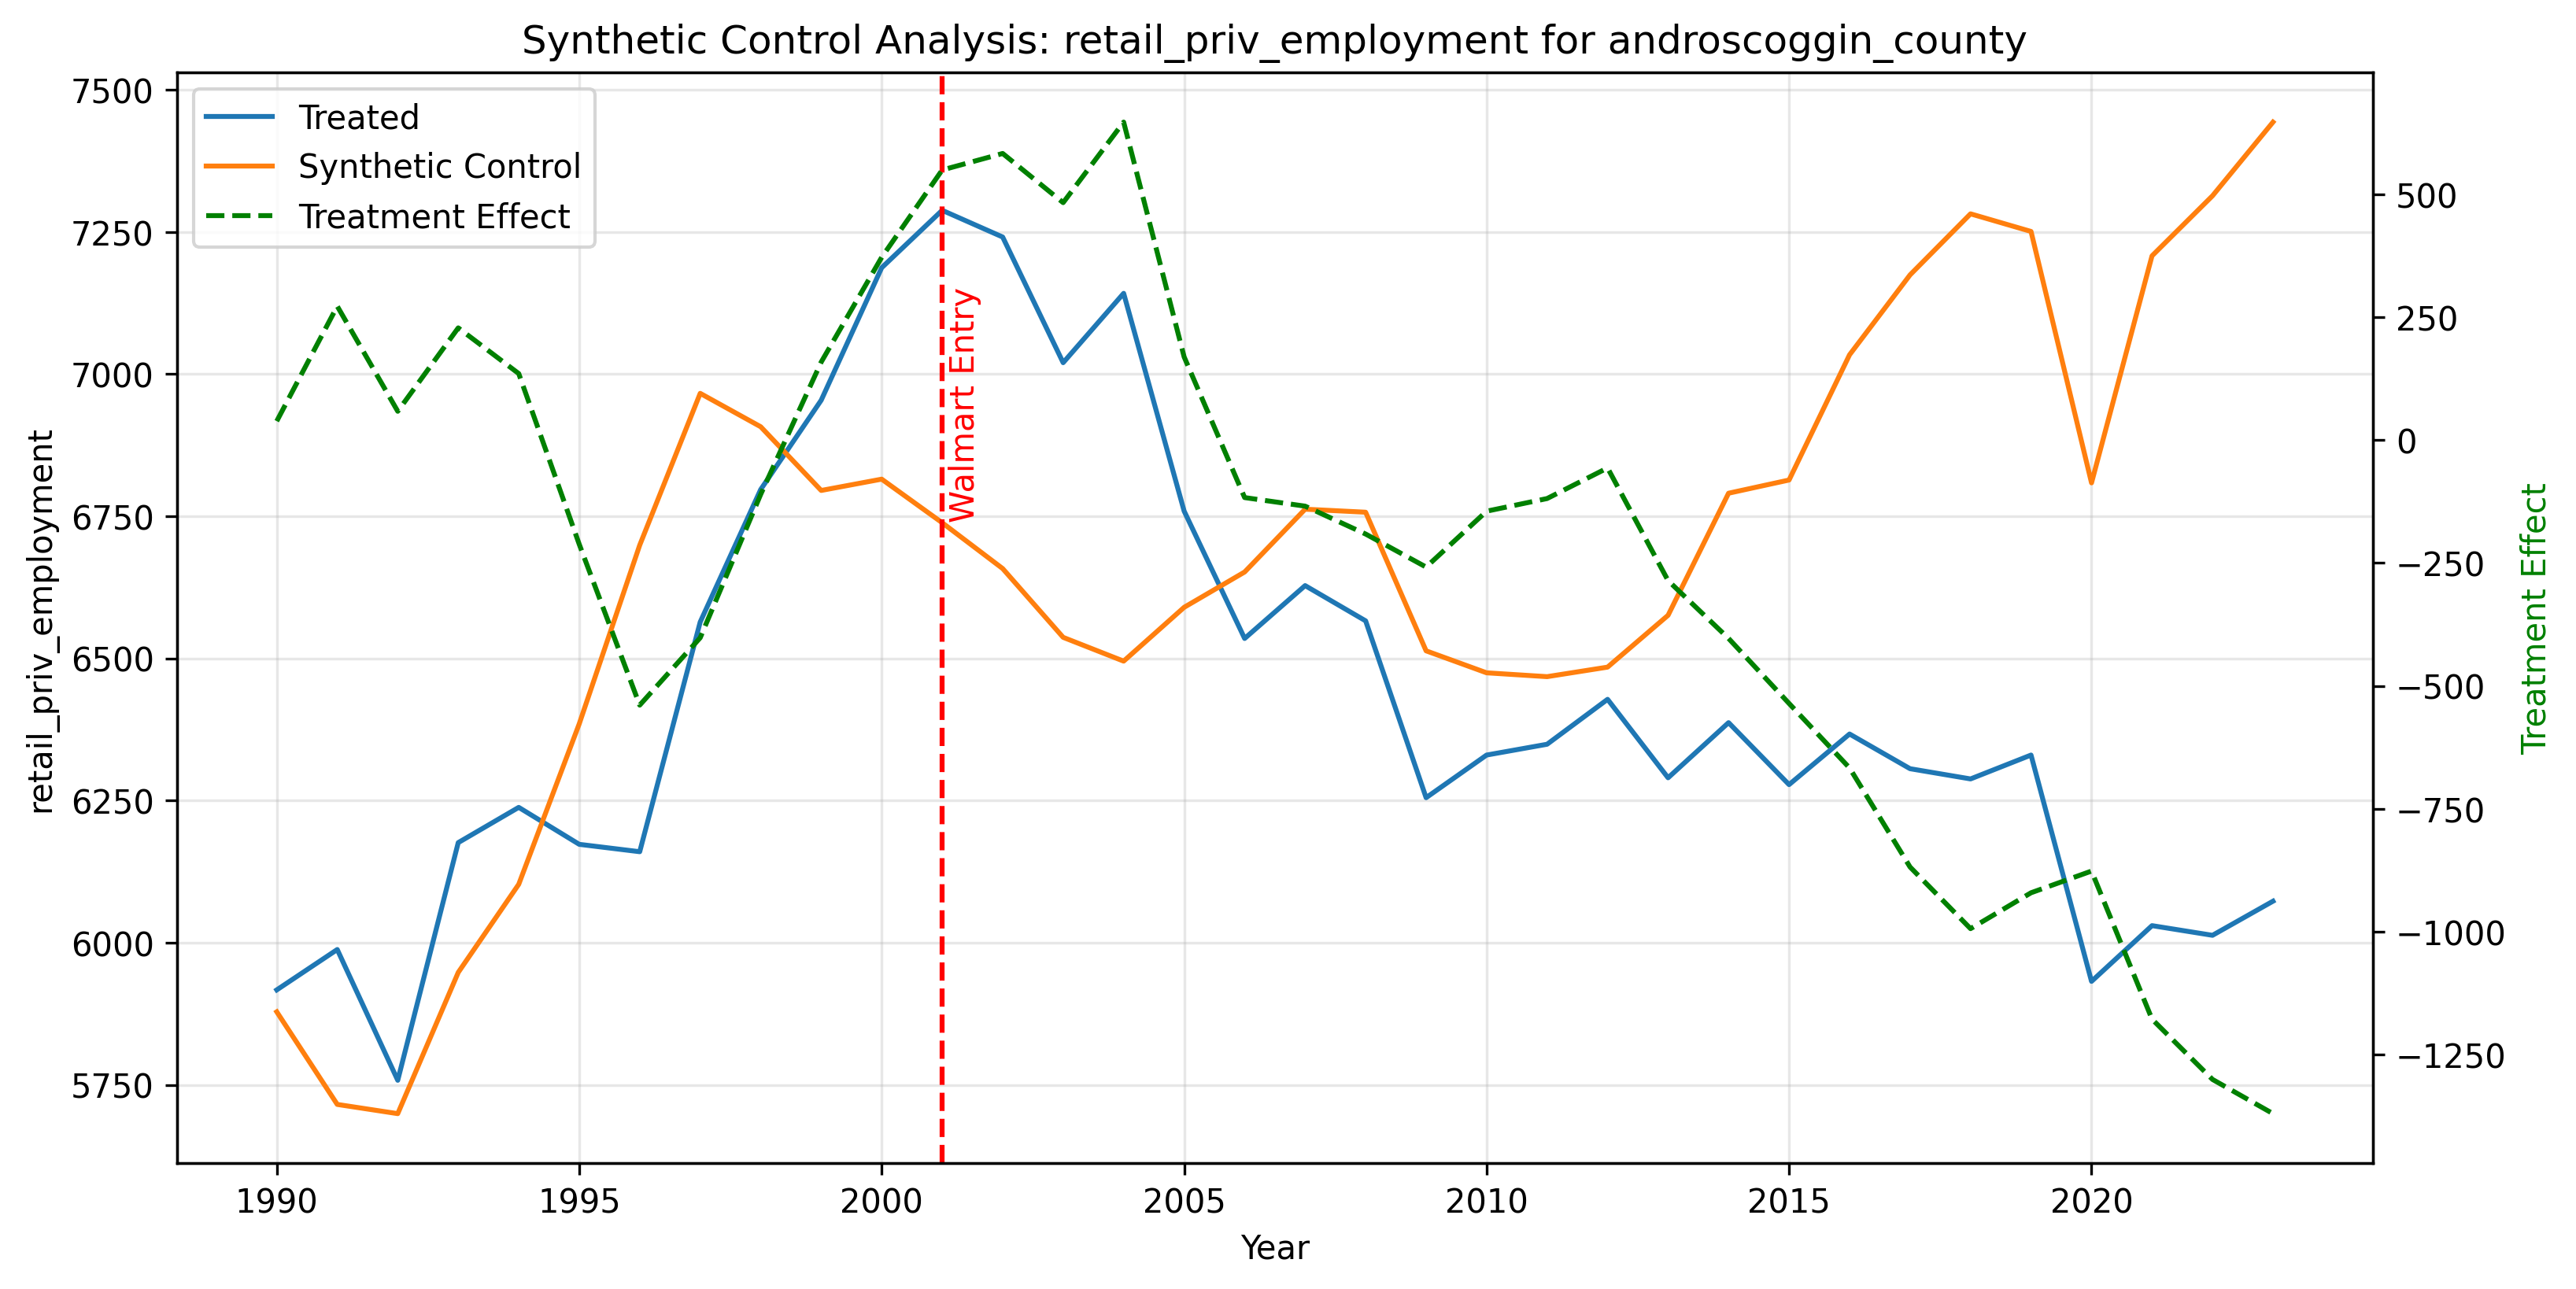 Synthetic Control Analysis: retail_priv_employment for androscoggin_county
Treated
Synthetic Control
Treatment Effect
7500
7250
7000
6750
6500
6250
6000
5750
retail_priv_employment
Walmart Entry
500
250
0
−250
−500
−750
−1000
−1250
Treatment Effect
1990
1995
2000
2005
2010
2015
2020
Year